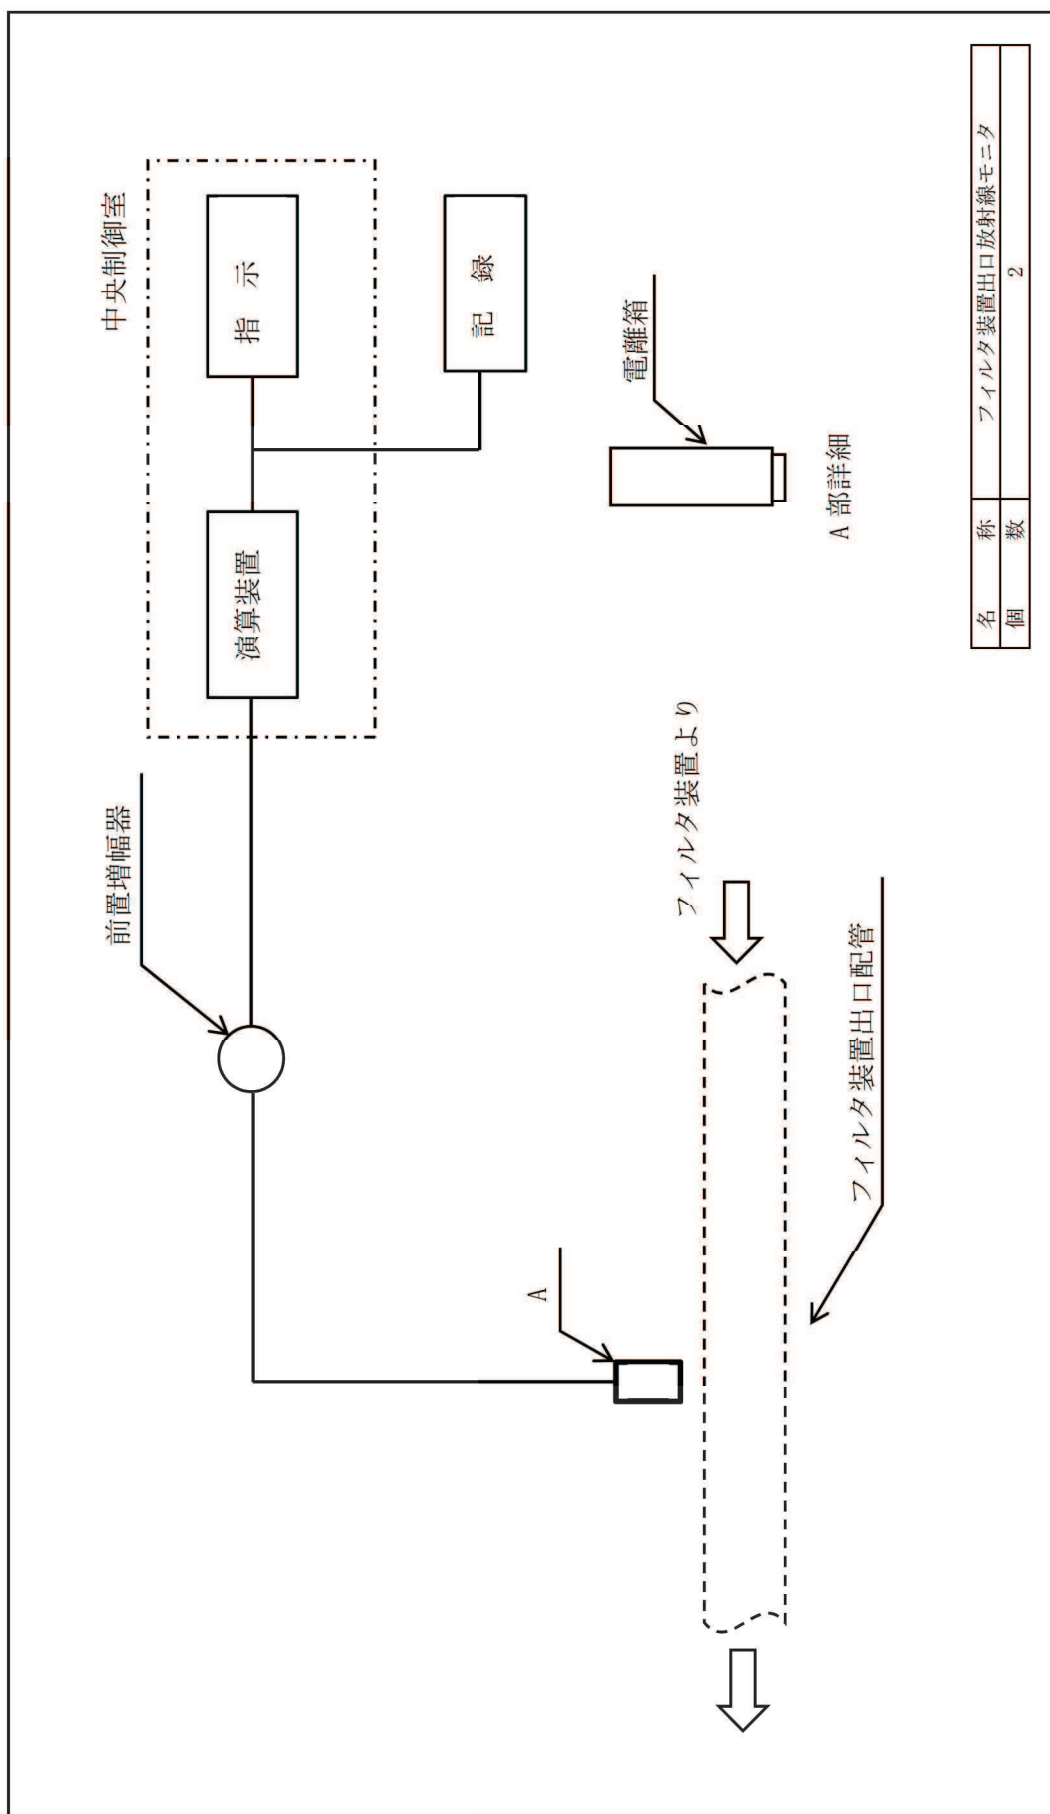 中央制御室
指　示
記　録
演算装置
前置増幅器
電離箱
A 部詳細
A
フィルタ装置より
フィルタ装置出口配管
名　称　フィルタ装置出口放射線モニタ
個　数　2